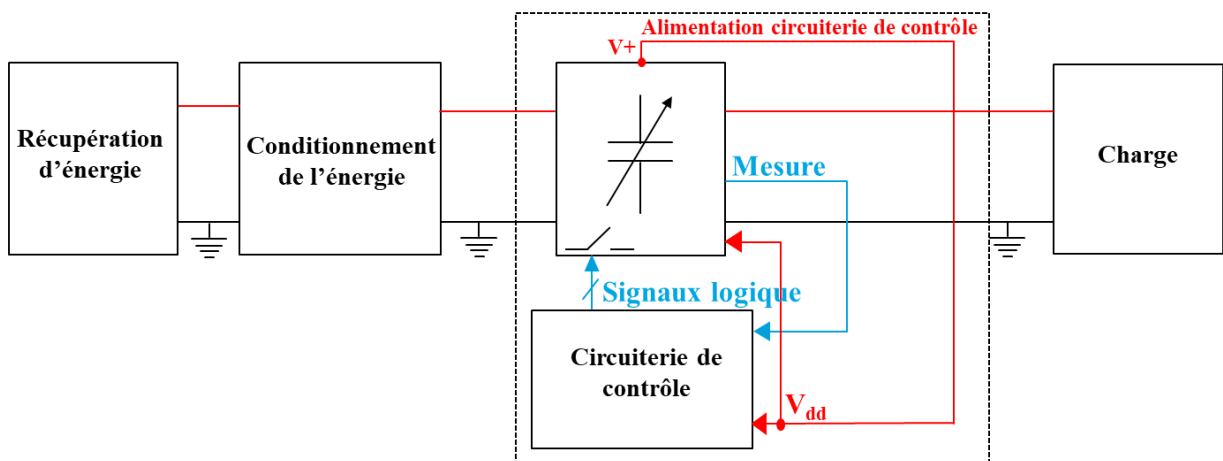 Alimentation circuiterie de contrôle
V+
Récupération
d'énergie
Conditionnement
de l'énergie
Charge
Mesure
Signaux logique
Circuiterie de
contrôle
Vdd